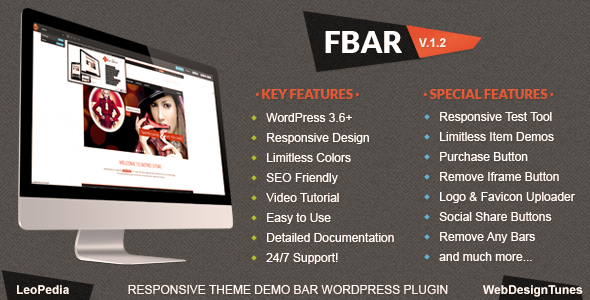 FBAR
V.1.2
• KEY FEATURES •
WordPress 3.6+
Responsive Design
Limitless Colors
SEO Friendly
Video Tutorial
Easy to Use
Detailed Documentation
24/7 Support!
• SPECIAL FEATURES •
Responsive Test Tool
Limitless Item Demos
Purchase Button
Remove Iframe Button
Logo & Favicon Uploader
Social Share Buttons
Remove Any Bars
and much more...
LeoPedia
RESPONSIVE THEME DEMO BAR WORDPRESS PLUGIN
WebDesignTunes